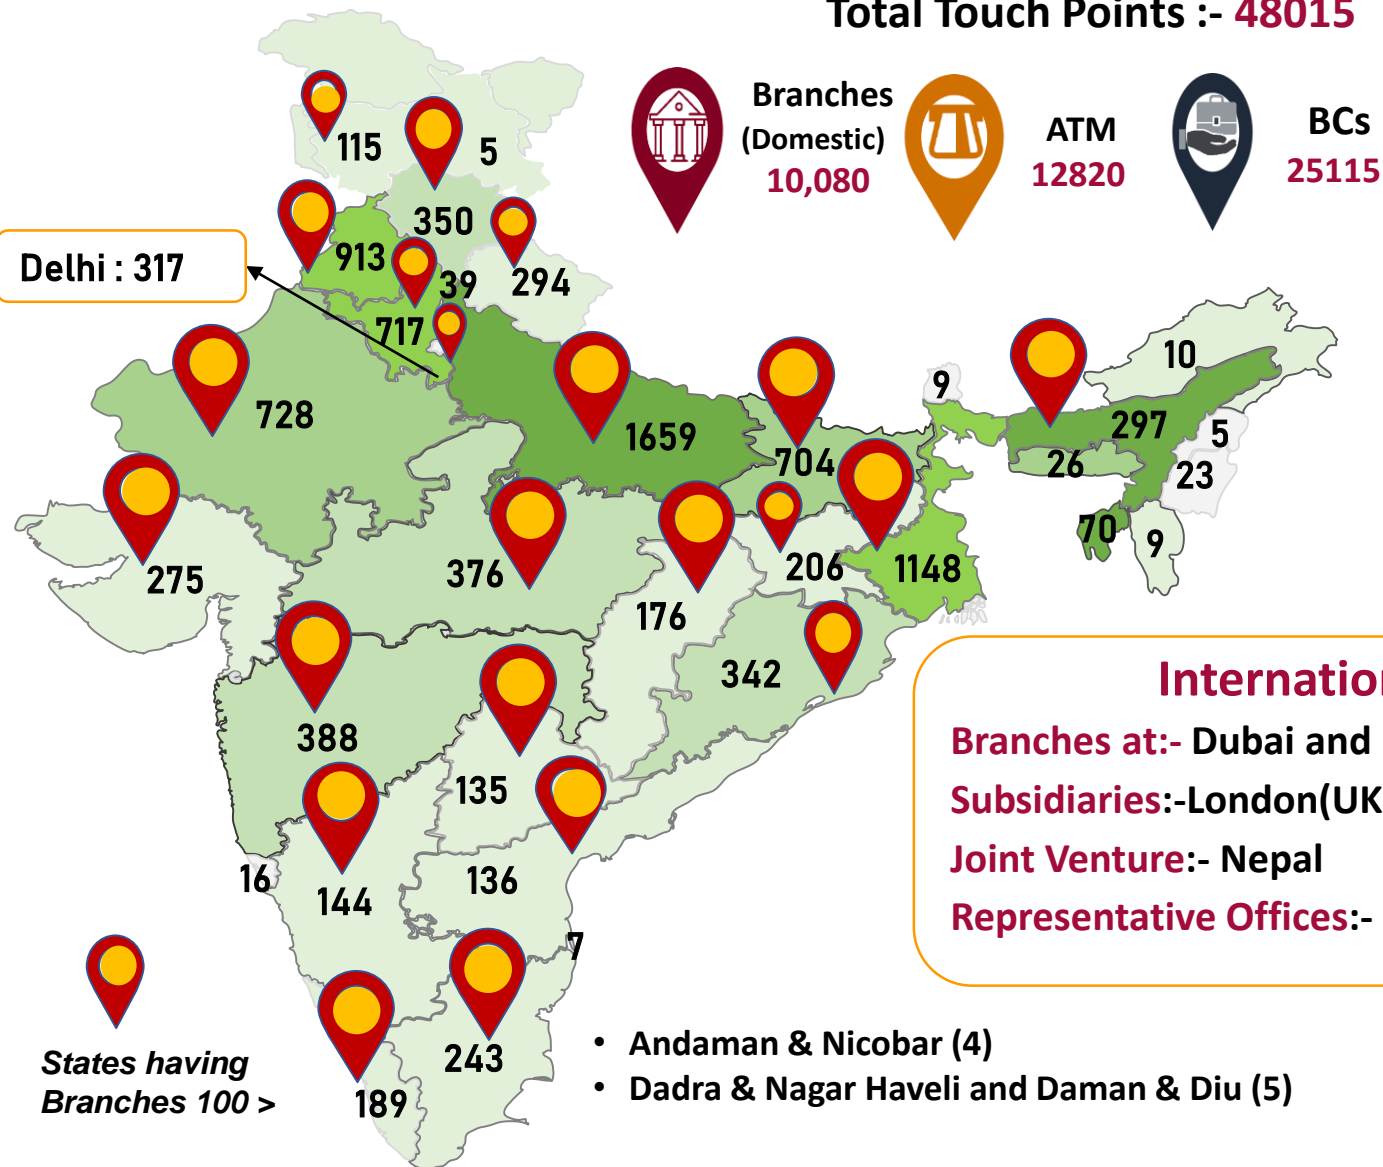 Total Touch Points :- 48015
Branches
(Domestic)
10,080
ATM
12820
BCs
25115
115
5
350
913
39
294
Delhi : 317
717
728
1659
704
9
10
297
5
26
23
70
9
275
376
206
1148
176
342
388
135
136
16
144
7
243
189
Internation
Branches at:- Dubai and
Subsidiaries:-London(UK
Joint Venture:- Nepal
Representative Offices:-
States having
Branches 100 >
• Andaman & Nicobar (4)
• Dadra & Nagar Haveli and Daman & Diu (5)